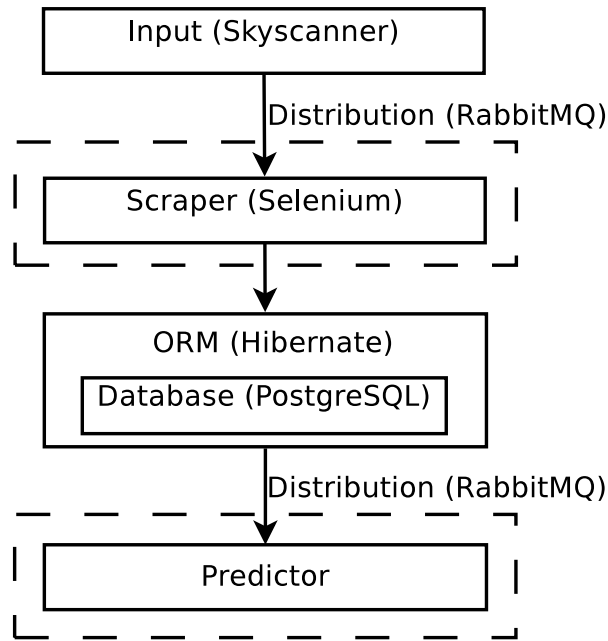 Input (Skyscanner)
Distribution (RabbitMQ)
Scraper (Selenium)
ORM (Hibernate)
Database (PostgreSQL)
Distribution (RabbitMQ)
Predictor